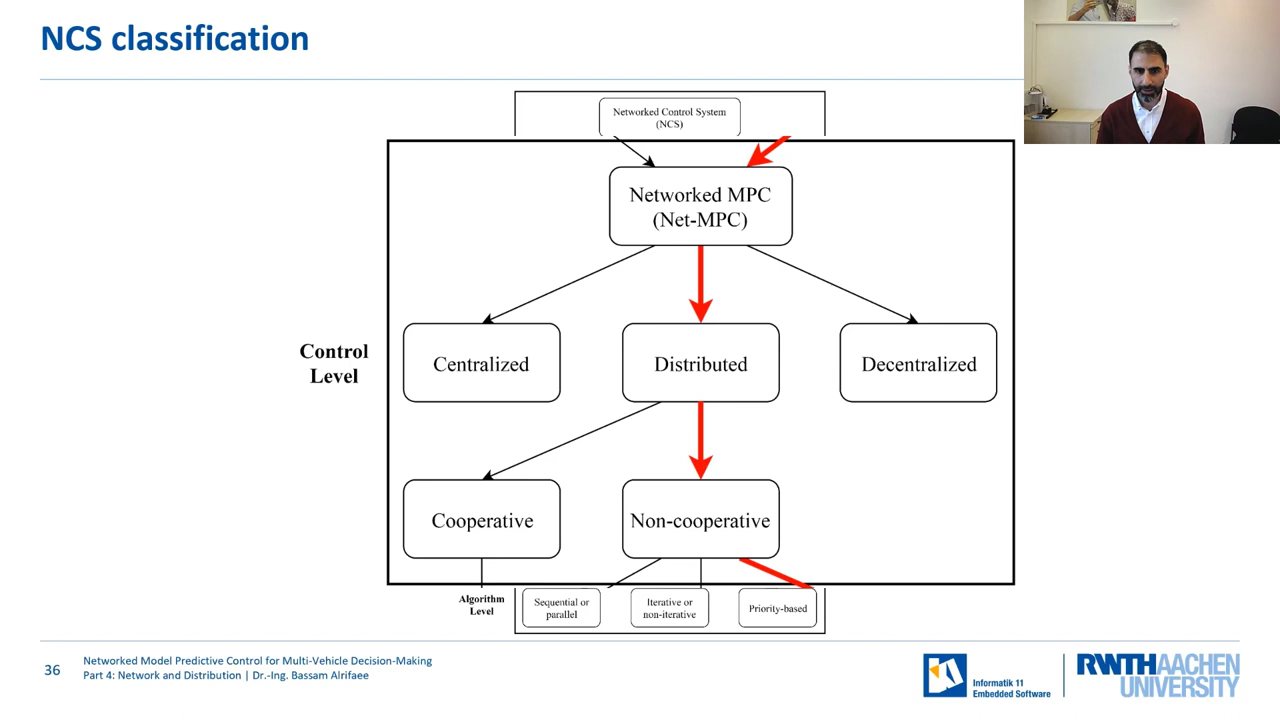 NCS classification
Networked Control System
(NCS)
Networked MPC
(Net-MPC)
Control
Level
Centralized
Distributed
Decentralized
Cooperative
Non-cooperative
Algorithm
Level
Sequential or
parallel
Iterative or
non-iterative
Priority-based
36
Networked Model Predictive Control for Multi-Vehicle Decision-Making
Part 4: Network and Distribution | Dr.-Ing. Bassam Alrifaee
Informatik 11
Embedded Software
RWTHAACHEN
UNIVERSITY